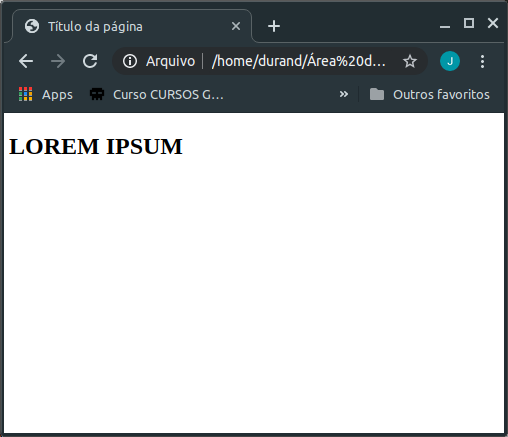 Título da página
Arquivo /home/durand/Área%20d...
J
Apps
Curso CURSOS G...
»
Outros favoritos
LOREM IPSUM